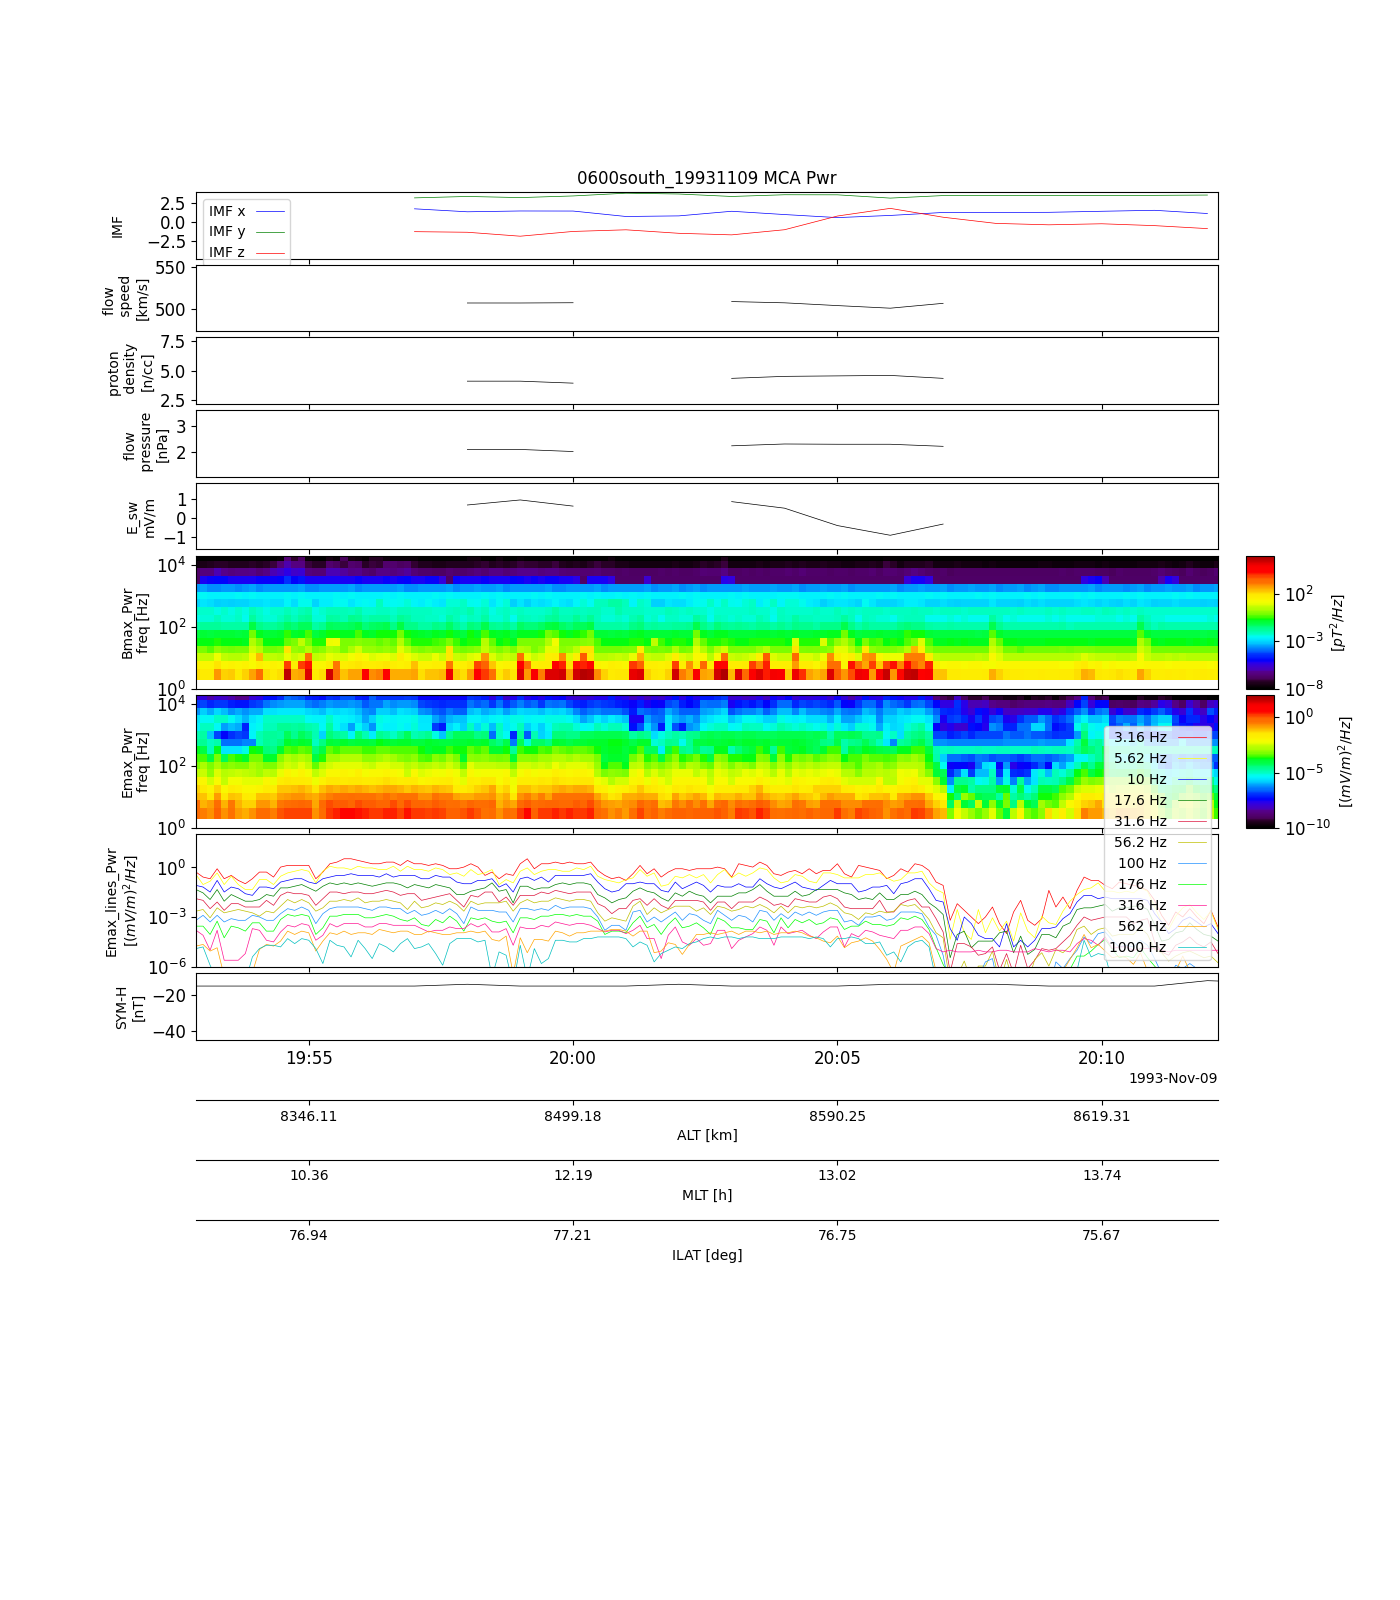 0600south_19931109 MCA Pwr
IMF
2.5
0.0
−2.5
IMF x
IMF y
IMF z
flow
speed
[km/s]
550
500
proton
density
[n/cc]
7.5
5.0
2.5
flow
pressure
[nPa]
3
2
E_sw
mV/m
1
0
−1
Bmax_Pwr
freq [Hz]
10^4
10^2
10^0
10^2
10^−3
10^−8
[pT^2/Hz]
Emax_Pwr
freq [Hz]
10^4
10^2
10^0
10^0
10^−5
10^−10
[(mV/m)^2/Hz]
3.16 Hz
5.62 Hz
10 Hz
17.6 Hz
31.6 Hz
56.2 Hz
100 Hz
176 Hz
316 Hz
562 Hz
1000 Hz
Emax_lines_Pwr
[(mV/m)^2/Hz]
10^0
10^−3
10^−6
SYM-H
[nT]
−20
−40
19:55 20:00 20:05 20:10
1993-Nov-09
8346.11 8499.18 8590.25 8619.31
ALT [km]
10.36 12.19 13.02 13.74
MLT [h]
76.94 77.21 76.75 75.67
ILAT [deg]